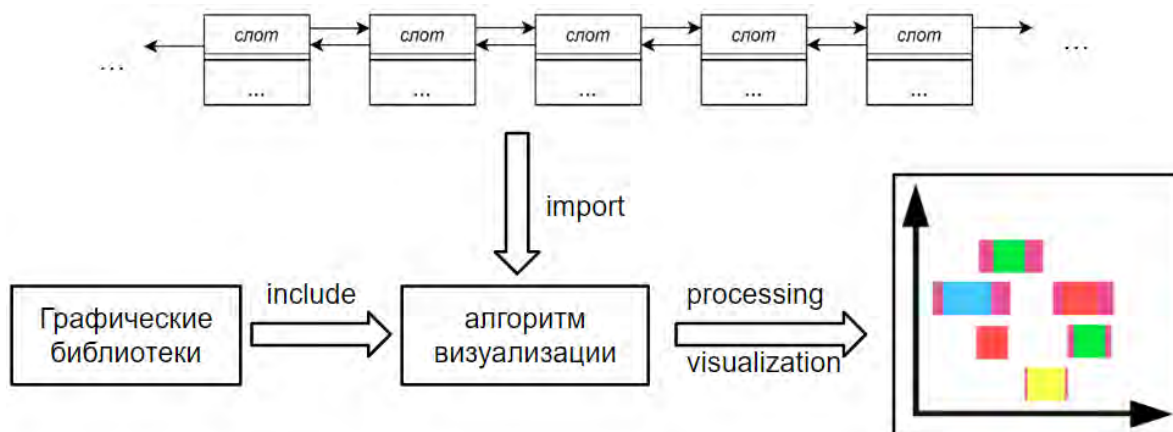 слот слот слот слот слот
... ...
... ... ... ... ...
import
include
processing
Графические
библиотеки
алгоритм
визуализации
visualization